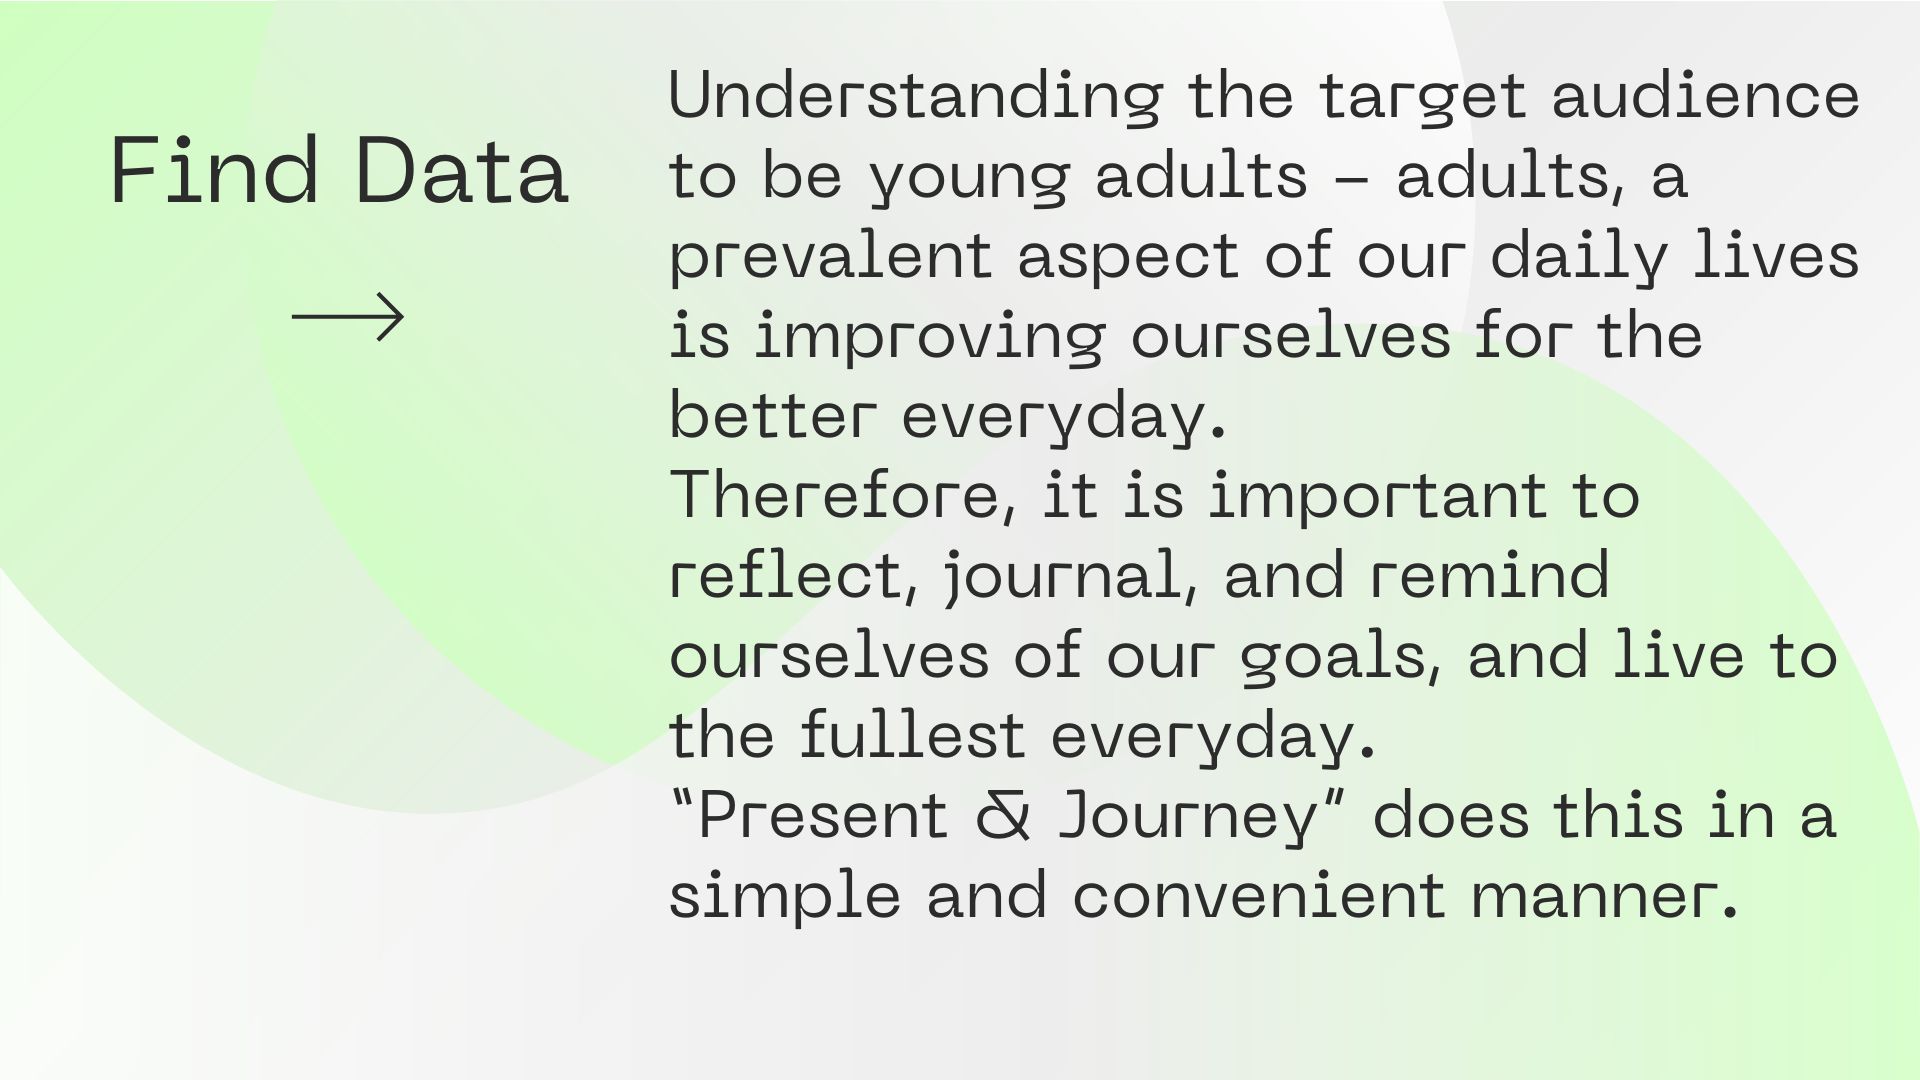 Find Data
Understanding the target audience
to be young adults – adults, a
prevalent aspect of our daily lives
is improving ourselves for the
better everyday.
Therefore, it is important to
reflect, journal, and remind
ourselves of our goals, and live to
the fullest everyday.
"Present & Journey" does this in a
simple and convenient manner.